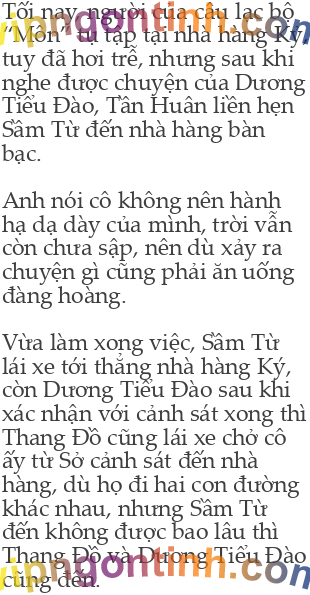 Tối nay, người của câu lạc bộ
“Môn” tụ tập tại nhà hàng Ký,
tuy đã hơi trễ, nhưng sau khi
nghe được chuyện của Dương
Tiểu Đào, Tần Huân liền hẹn
Sầm Từ đến nhà hàng bàn
bạc.
Anh nói cô không nên hành
hạ dạ dày của mình, trời vẫn
còn chưa sập, nên dù xảy ra
chuyện gì cũng phải ăn uống
đàng hoàng.
Vừa làm xong việc, Sầm Từ
lái xe tới thẳng nhà hàng Ký,
còn Dương Tiểu Đào sau khi
xác nhận với cảnh sát xong thì
Thang Đồ cũng lái xe chở cô
ấy từ Sở cảnh sát đến nhà
hàng, dù họ đi hai con đường
khác nhau, nhưng Sầm Từ
đến không được bao lâu thì
Thang Đồ và Dương Tiểu Đào
cũng đến.
vipngontinh.com
vipngontinh.com